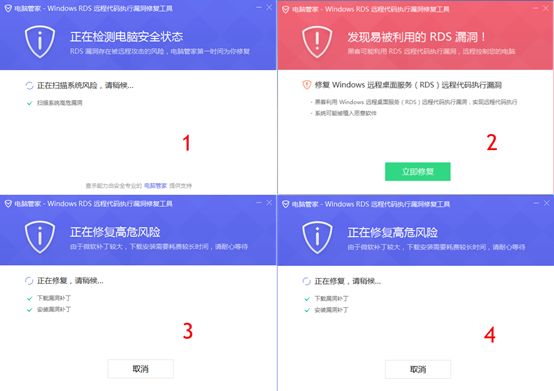 电脑管家 - Windows RDS 远程代码执行漏洞修复工具
正在检测电脑安全状态
RDS 漏洞存在被远程攻击的风险，电脑管家第一时间为你修复
正在扫描系统风险，请稍候...
扫描系统高危漏洞
1
查杀能力由安全专业的 电脑管家 提供支持
电脑管家 - Windows RDS 远程代码执行漏洞修复工具
发现易被利用的 RDS 漏洞！
黑客可能利用 RDS 远程代码执行漏洞，远程控制您的电脑
修复 Windows 远程桌面服务（RDS）远程代码执行漏洞
· 黑客利用 Windows 远程桌面服务（RDS）远程代码执行漏洞，实现远程代码执行
· 系统可能被植入恶意软件
2
立即修复
电脑管家 - Windows RDS 远程代码执行漏洞修复工具
正在修复高危风险
由于微软补丁较大，下载安装需要耗费较长时间，请耐心等待
正在修复，请稍候...
下载漏洞补丁
安装漏洞补丁
3
取消
电脑管家 - Windows RDS 远程代码执行漏洞修复工具
正在修复高危风险
由于微软补丁较大，下载安装需要耗费较长时间，请耐心等待
正在修复，请稍候...
下载漏洞补丁
安装漏洞补丁
4
取消